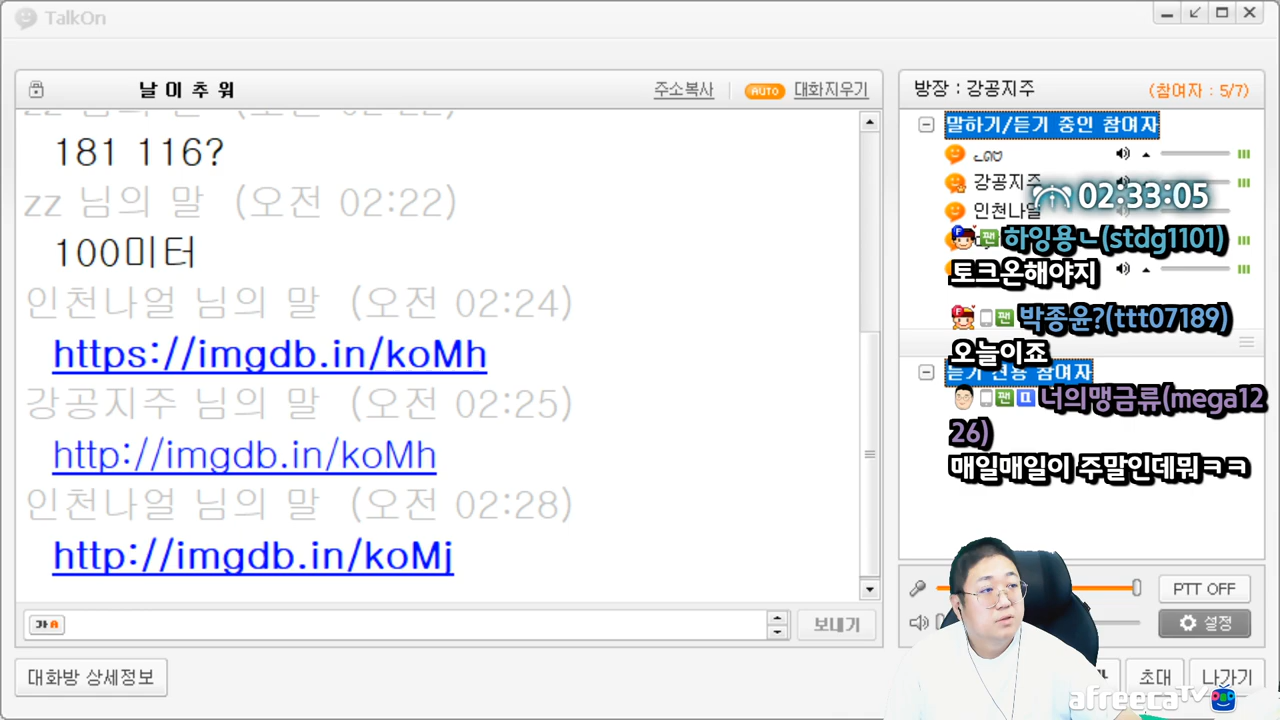 TalkOn
날 이 추 워
주소복사
AUTO
대화지우기
181 116?
zz 님의 말 (오전 02:22)
100미터
인천나얼 님의 말 (오전 02:24)
https://imgdb.in/koMh
강공지주 님의 말 (오전 02:25)
http://imgdb.in/koMh
인천나얼 님의 말 (오전 02:28)
http://imgdb.in/koMj
가A
보내기
대화방 상세정보
방장 : 강공지주
(참여자 : 5/7)
말하기/듣기 중인 참여자
강공지주
02:33:05
인천나얼
하잉용ㄴ(stdg1101)
토크온해야지
박종윤?(ttt07189)
오늘이죠
듣기 전용 참여자
너의맹금류(mega12
26)
매일매일이 주말인데뭐ㅋㅋ
PTT OFF
설정
초대
나가기
afreecaTV